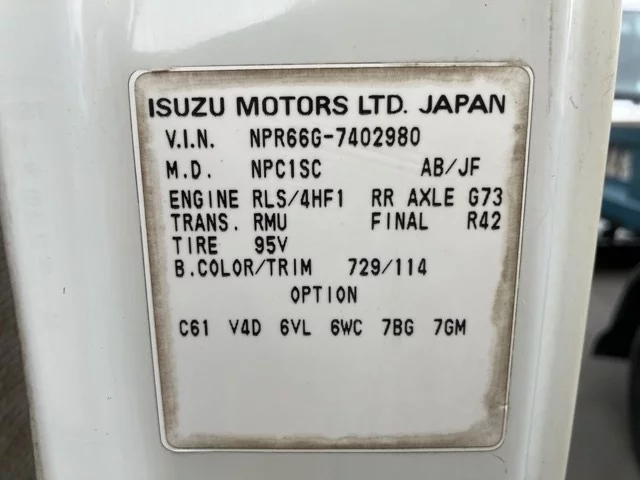 ISUZU MOTORS LTD. JAPAN
V.I.N. NPR66G-7402980
M.D. NPC1SC AB/JF
ENGINE RLS/4HF1 RR AXLE G73
TRANS. RMU FINAL R42
TIRE 95V
B.COLOR/TRIM 729/114
OPTION
C61 V4D 6VL 6WC 7BG 7GM